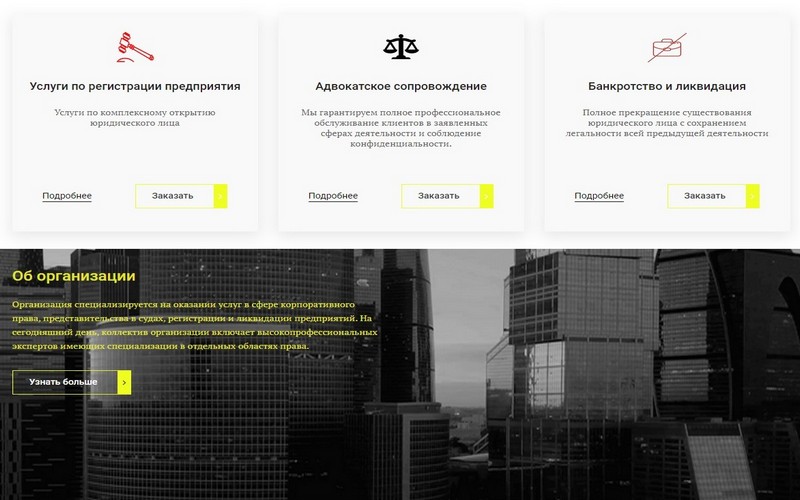 Услуги по регистрации предприятия
Услуги по комплексному открытию
юридического лица
Подробнее
Заказать
Адвокатское сопровождение
Мы гарантируем полное профессиональное
обслуживание клиентов в заявленных
сферах деятельности и соблюдение
конфиденциальности.
Подробнее
Заказать
Банкротство и ликвидация
Полное прекращение существования
юридического лица с сохранением
легальности всей предыдущей деятельности
Подробнее
Заказать
Об организации
Организация специализируется на оказании услуг в сфере корпоративного
права, представительства в судах, регистрации и ликвидации предприятий. На
сегодняшний день, коллектив организации включает высокопрофессиональных
экспертов имеющих специализации в отдельных областях права.
Узнать больше